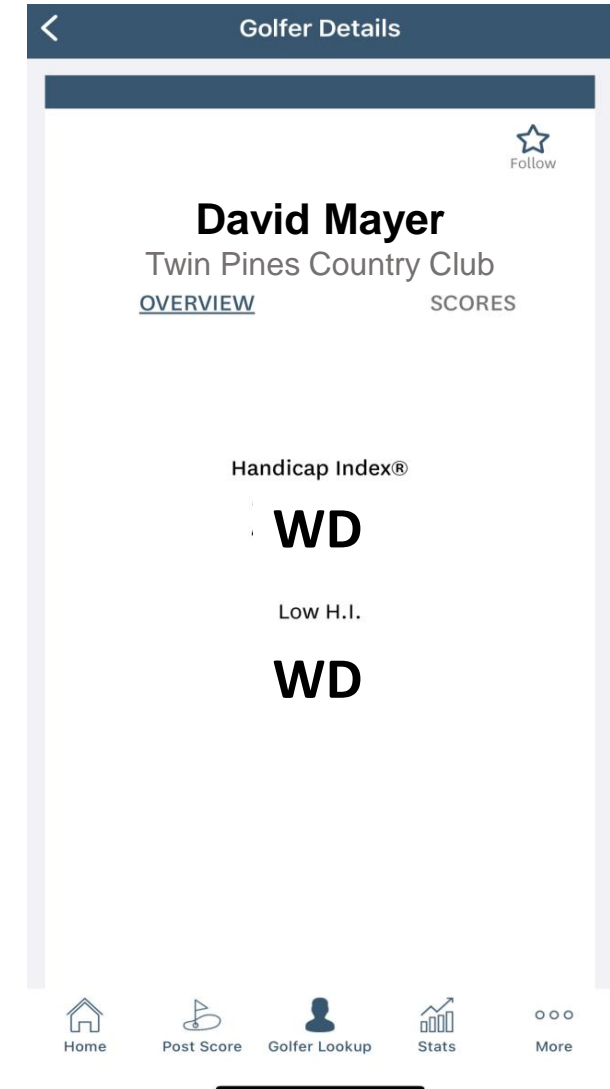 Golfer Details
Follow
David Mayer
Twin Pines Country Club
OVERVIEW SCORES
Handicap Index®
WD
Low H.I.
WD
Home Post Score Golfer Lookup Stats More